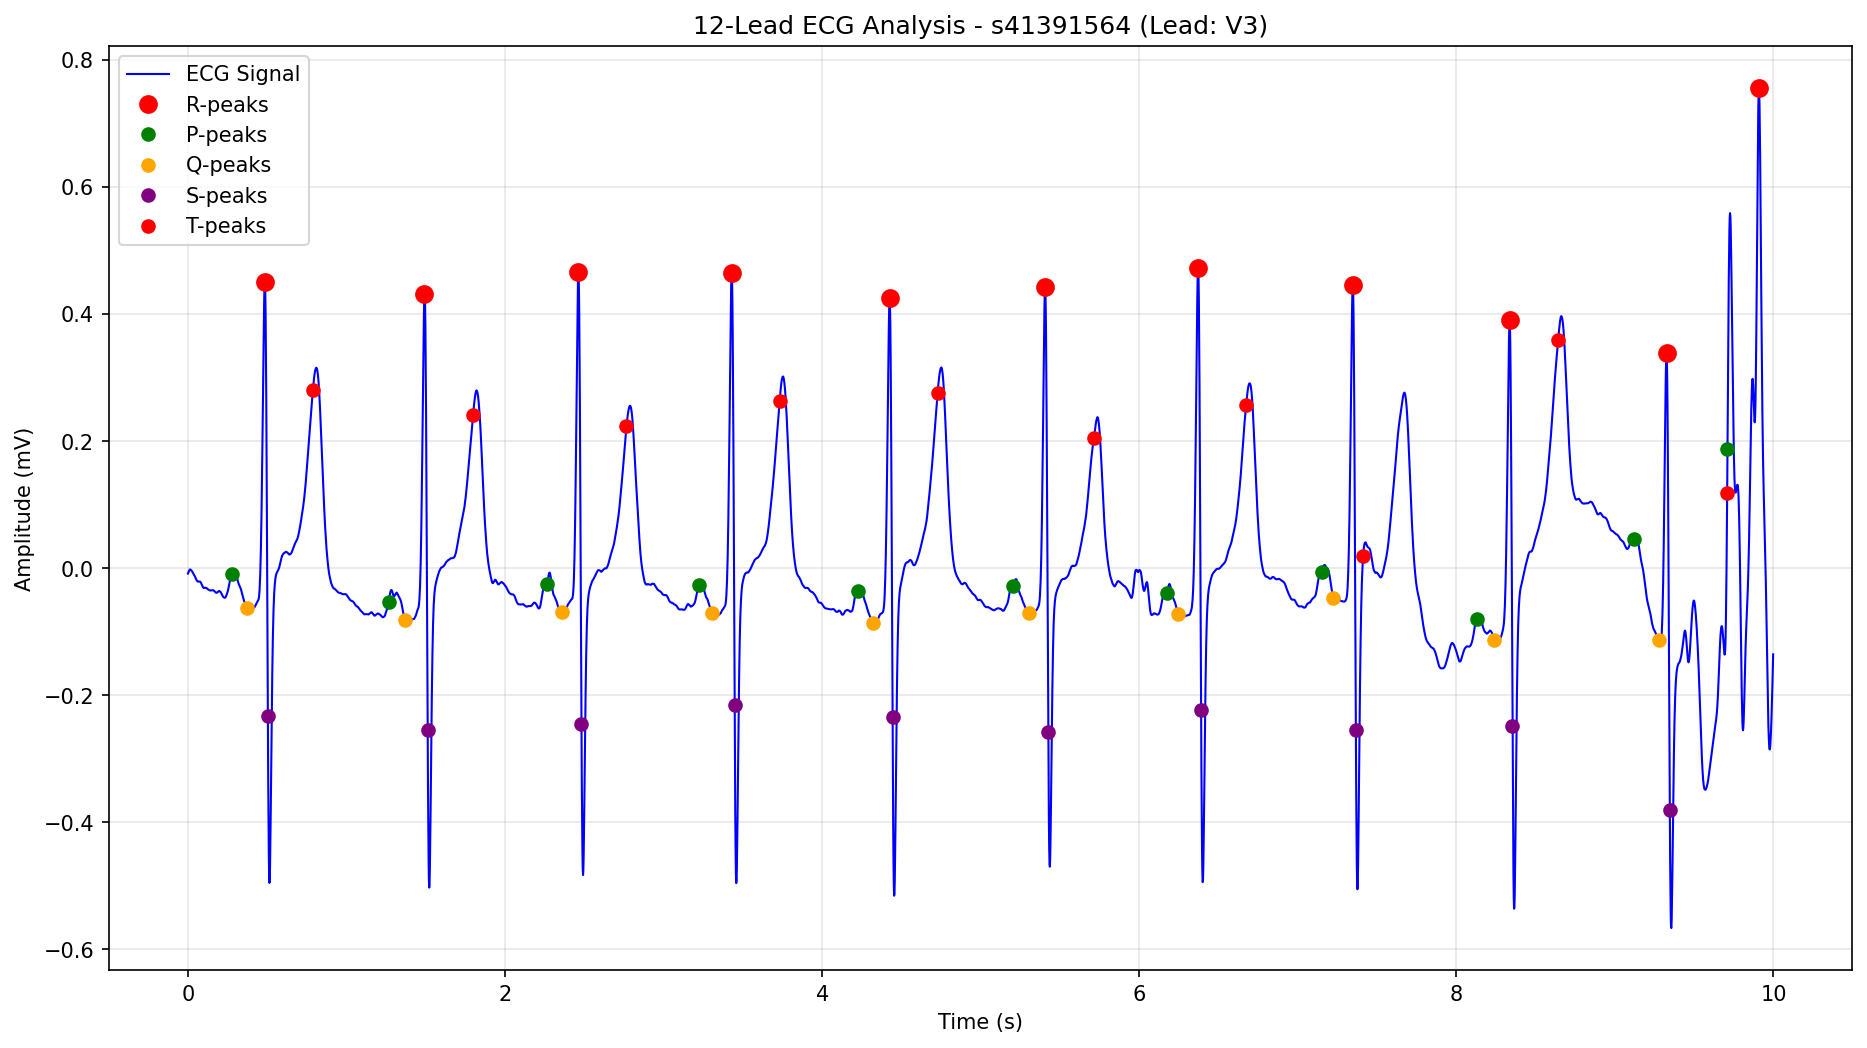 12-Lead ECG Analysis - s41391564 (Lead: V3)
ECG Signal
R-peaks
P-peaks
Q-peaks
S-peaks
T-peaks
Amplitude (mV)
0.8
0.6
0.4
0.2
0.0
−0.2
−0.4
−0.6
0 2 4 6 8 10
Time (s)